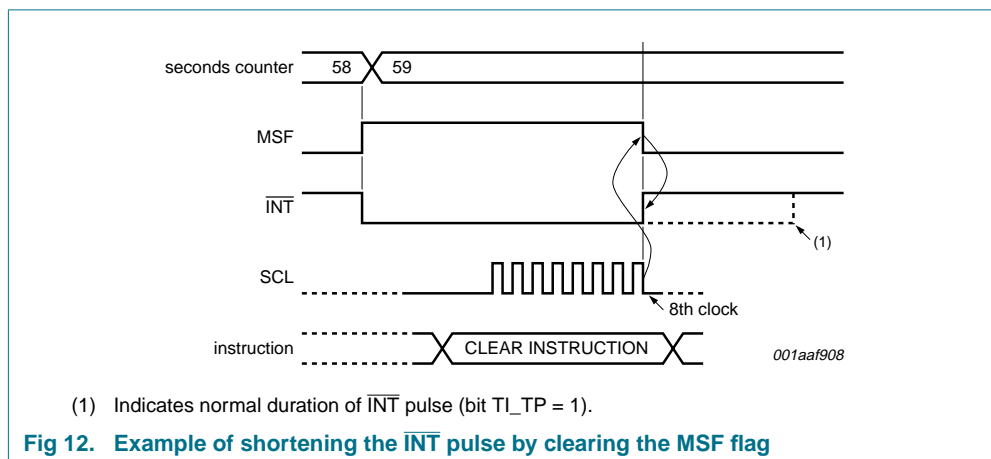 seconds counter 58 59
MSF
INT
(1)
SCL
8th clock
instruction CLEAR INSTRUCTION
001aaf908
(1) Indicates normal duration of INT pulse (bit TI_TP = 1).
Fig 12. Example of shortening the INT pulse by clearing the MSF flag